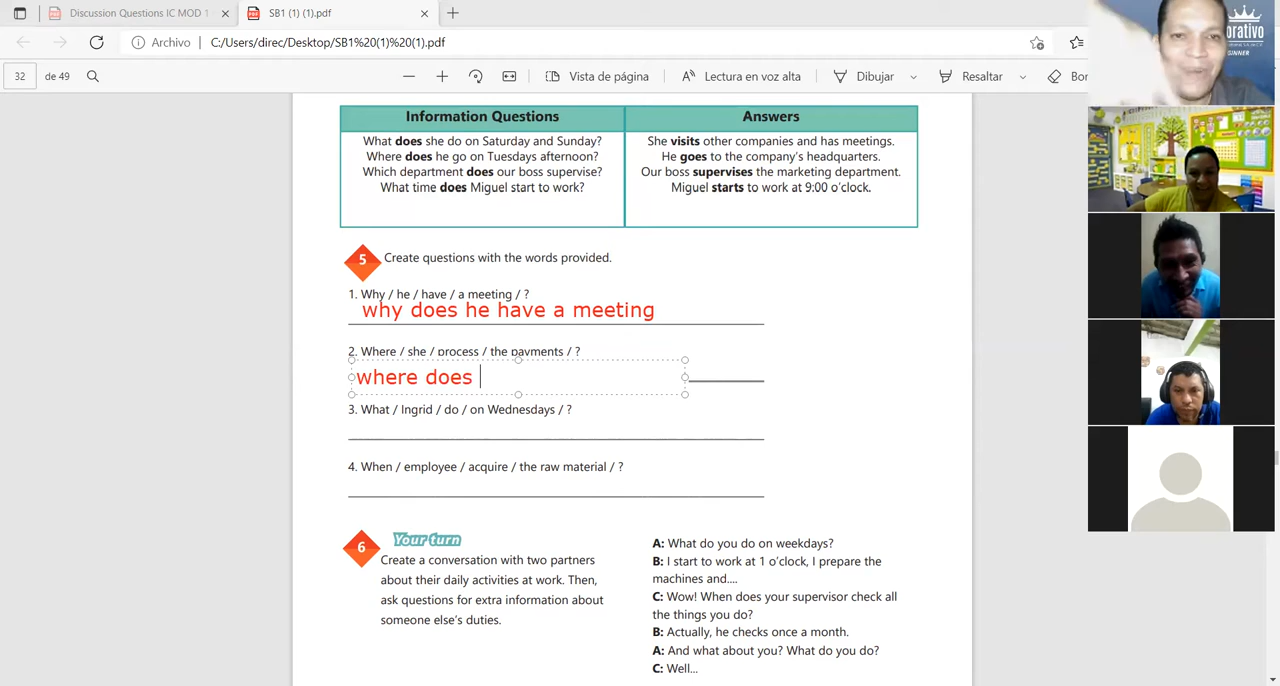 Discussion Questions IC MOD 1
SB1 (1) (1).pdf
Archivo
C:/Users/direc/Desktop/SB1%20(1)%20(1).pdf
32
de 49
Vista de página
Lectura en voz alta
Dibujar
Resaltar
Bor
orativo
INNER
Information Questions
Answers
What does she do on Saturday and Sunday?
She visits other companies and has meetings.
Where does he go on Tuesdays afternoon?
He goes to the company's headquarters.
Which department does our boss supervise?
Our boss supervises the marketing department.
What time does Miguel start to work?
Miguel starts to work at 9:00 o'clock.
5
Create questions with the words provided.
1. Why / he / have / a meeting / ?
why does he have a meeting
2. Where / she / process / the payments / ?
where does
3. What / Ingrid / do / on Wednesdays / ?
4. When / employee / acquire / the raw material / ?
6
Your turn
Create a conversation with two partners
about their daily activities at work. Then,
ask questions for extra information about
someone else's duties.
A: What do you do on weekdays?
B: I start to work at 1 o'clock, I prepare the
machines and....
C: Wow! When does your supervisor check all
the things you do?
B: Actually, he checks once a month.
A: And what about you? What do you do?
C: Well...